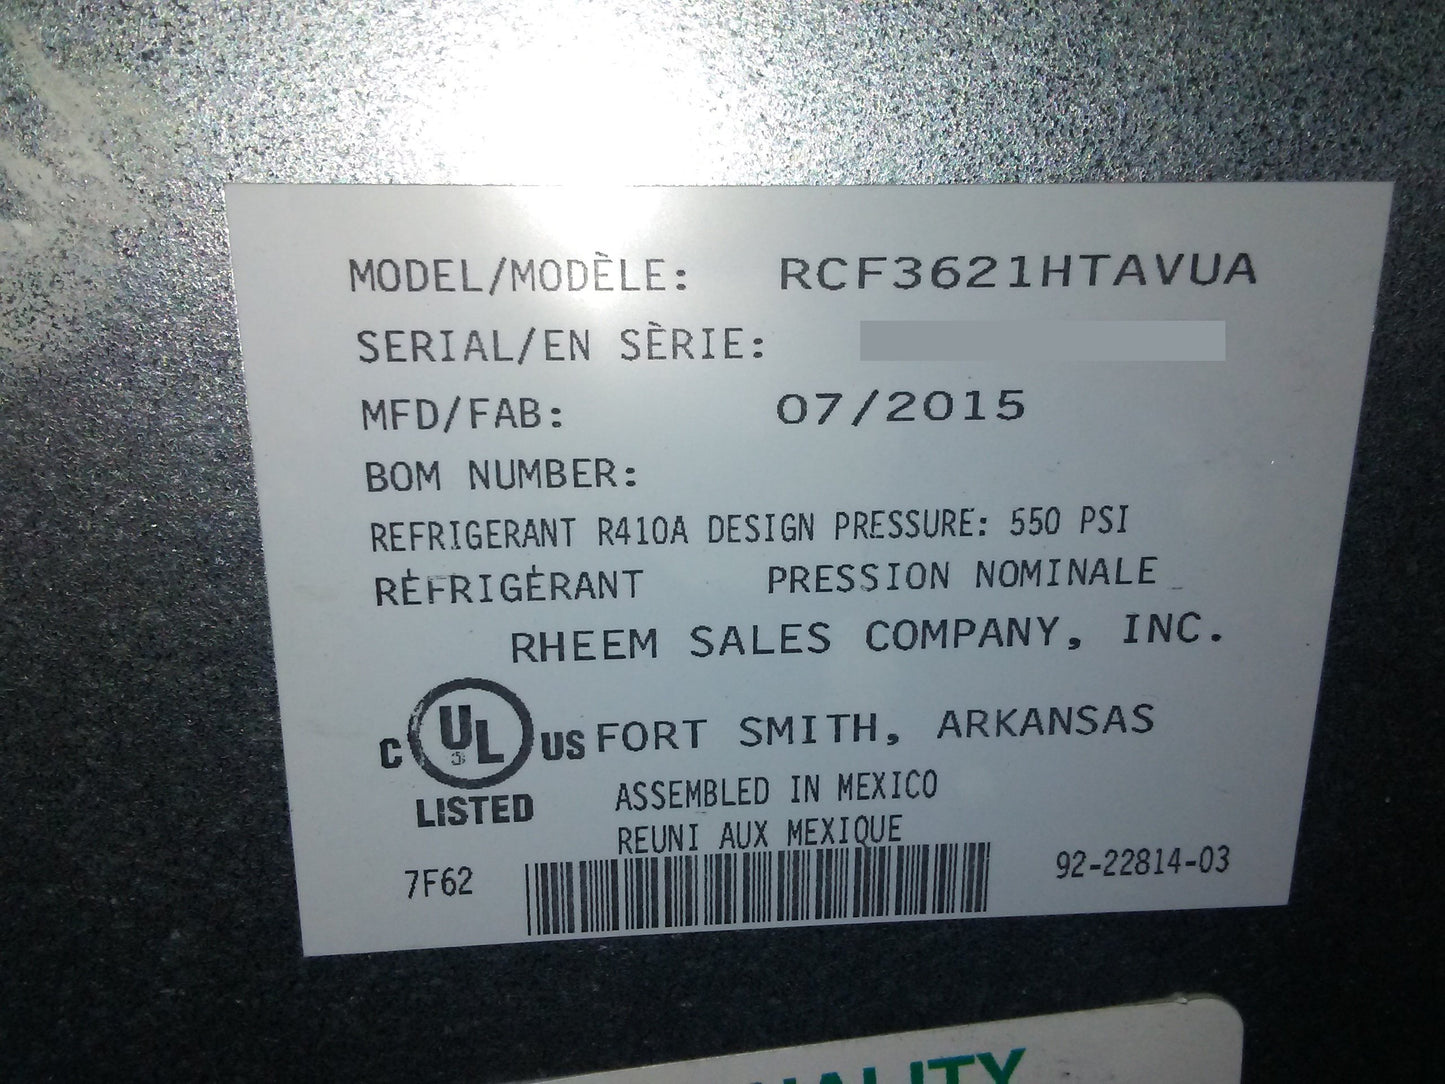 MODEL/MODÈLE: RCF3621HTAVUA
SERIAL/EN SÈRIE:
MFD/FAB: 07/2015
BOM NUMBER:
REFRIGERANT R410A DESIGN PRESSURE: 550 PSI
RÉFRIGÉRANT PRESSION NOMINALE
RHEEM SALES COMPANY, INC.
C UL US FORT SMITH, ARKANSAS
LISTED
ASSEMBLED IN MEXICO
REUNI AUX MEXIQUE
7F62 92-22814-03